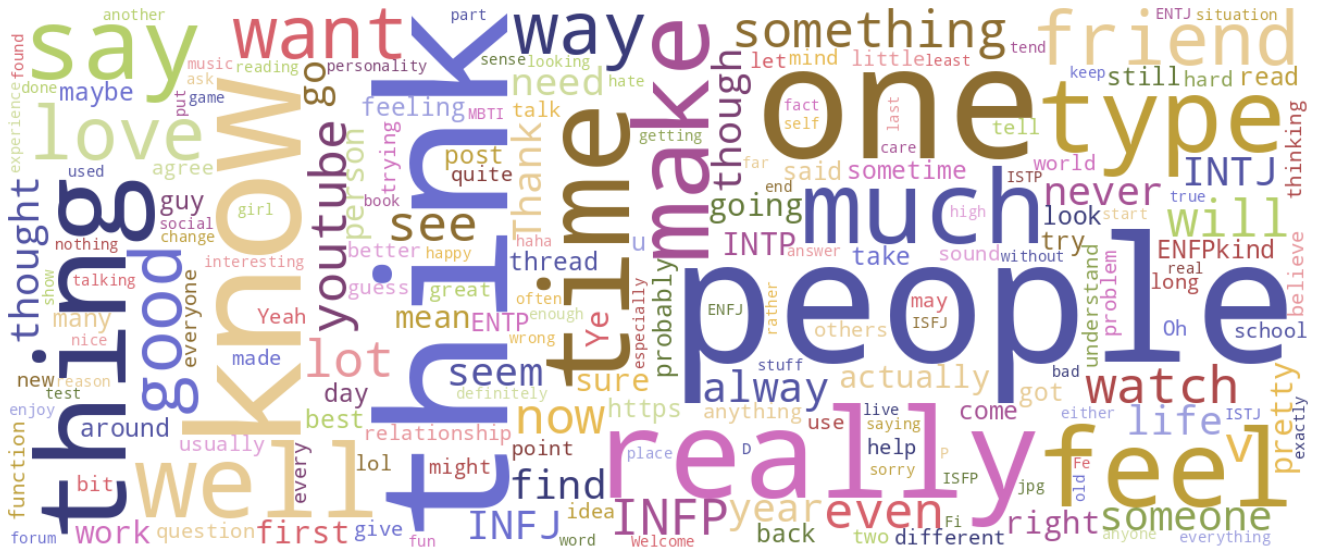 another
part
ENTJ situation
say
want
way
something
friend
music
reading
personality
sense looking
let mind little least
tend
found
done
maybe
ask
put
game
go
need
hate
make
one
keep still hard read
experience
love
know
feeling
MBTI
talk
though
fact
self
last
tell
type
thinking
agree
youtube
person
trying
post
quite
think
Thank
time
getting
care
used
guy
book
far
said sometime
world
INTJ
thought
thing
social
change
girl
see
going
end
much
ISTP
never
true
nothing
good
interesting
better happy
haha
thread
u
INTP
answer
high
look
will
start
talking
everyone
guess
great
often
enough
take
sound without
try
ENFP kind
show
many
nice
Yeah
mean ENTP
wrong
Ye
especially
probably
ENFJ
rather
may
ISFJ
people
understand
problem
real
long
believe
Oh
school
new reason
test
made
lot
day
seem
definitely
sure
others
stuff
alway
actually
bad
got
watch
pretty
exactly
enjoy
around
best
now
https
anything
use
live
saying
come
either
life
ISTJ
function
usually
relationship
point
place
really
D
help
sorry
P
feel
v
bit
well
every
lol
might
find
ISFP
jpg
old
Fe
work
question first
give
INFJ
idea
INFP
year
even
Fi
right
someone
forum
fun
word
Welcome
back
two different
anyone
everything